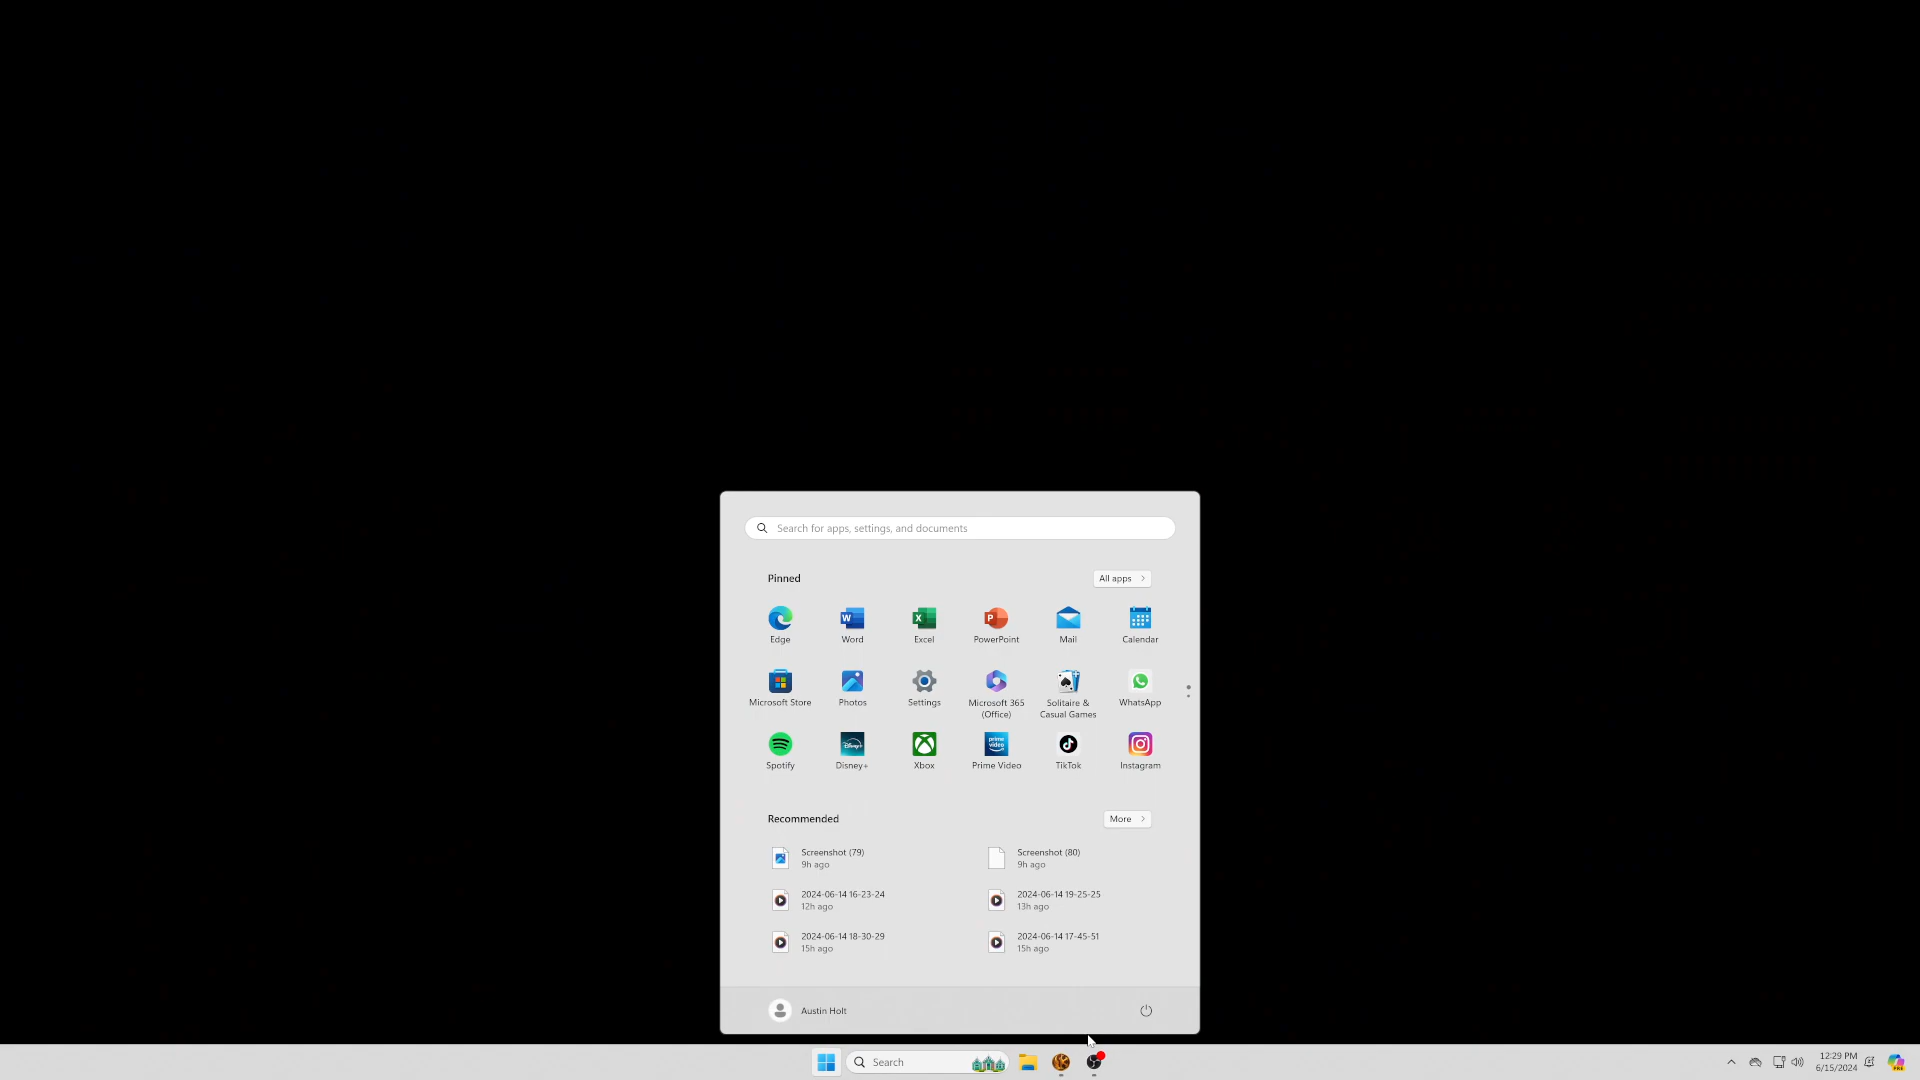 Search for apps, settings, and documents
Pinned
All apps
Edge
Word
Excel
PowerPoint
Mail
Calendar
Microsoft Store
Photos
Settings
Microsoft 365
(Office)
Solitaire &
Casual Games
WhatsApp
Spotify
Disney+
Xbox
Prime Video
TikTok
Instagram
Recommended
More
Screenshot (79)
9h ago
Screenshot (80)
9h ago
2024-06-14 16-23-24
12h ago
2024-06-14 19-25-25
13h ago
2024-06-14 18-30-29
15h ago
2024-06-14 17-45-51
15h ago
Austin Holt
Search
12:29 PM
6/15/2024